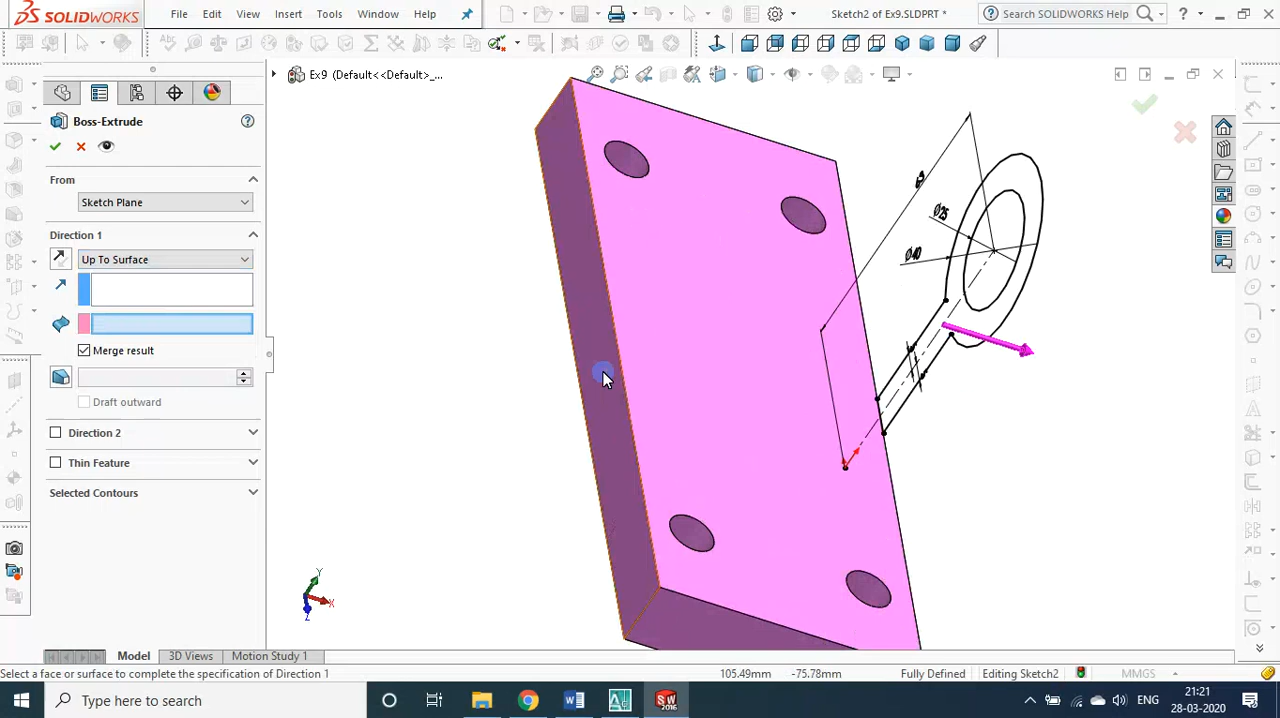 SOLIDWORKS File Edit View Insert Tools Window Help Sketch2 of Ex9.SLDPRT * Search SOLIDWORKS Help ?
Ex9 (Default<<Default>_...
Boss-Extrude
From
Sketch Plane
Direction 1
Up To Surface
Merge result
Draft outward
Direction 2
Thin Feature
Selected Contours
Ø25
Ø40
Y
X
Z
Model 3D Views Motion Study 1
Select a face or surface to complete the specification of Direction 1 105.49mm -75.78mm Fully Defined Editing Sketch2 MMGS
Type here to search ENG 21:21
28-03-2020
SW
2016